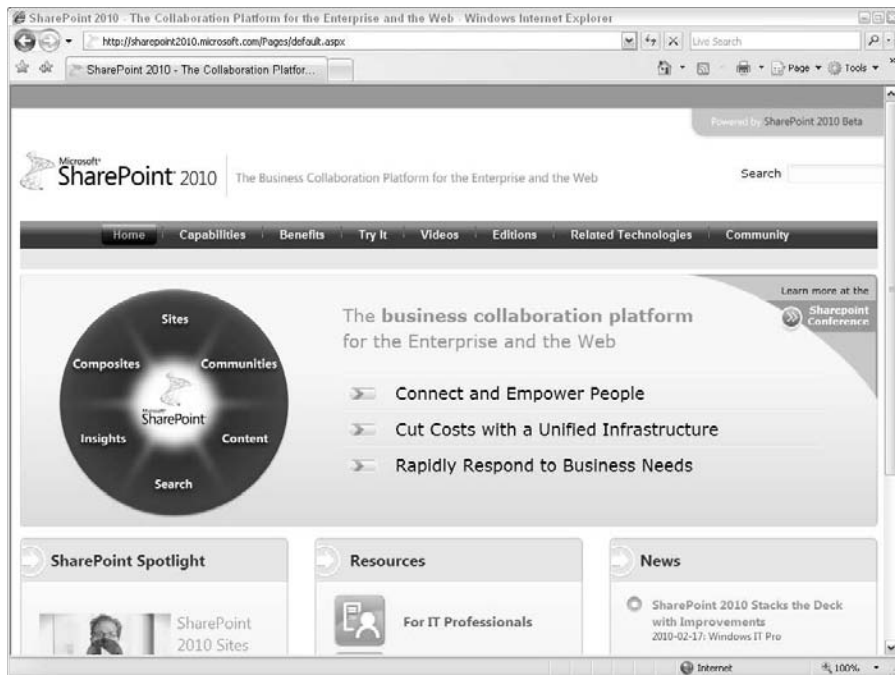 SharePoint 2010 - The Collaboration Platform for the Enterprise and the Web - Windows Internet Explorer
http://sharepoint2010.microsoft.com/Pages/default.aspx
Live Search
SharePoint 2010 - The Collaboration Platfor...
Page
Tools
Powered by SharePoint 2010 Beta
Microsoft
SharePoint 2010
The Business Collaboration Platform for the Enterprise and the Web
Search
Home
Capabilities
Benefits
Try It
Videos
Editions
Related Technologies
Community
Sites
Composites
Communities
Microsoft
SharePoint
Insights
Content
Search
The business collaboration platform
for the Enterprise and the Web
Connect and Empower People
Cut Costs with a Unified Infrastructure
Rapidly Respond to Business Needs
Learn more at the
Sharepoint
Conference
SharePoint Spotlight
SharePoint
2010 Sites
Resources
For IT Professionals
News
SharePoint 2010 Stacks the Deck
with Improvements
2010-02-17: Windows IT Pro
Internet
100%